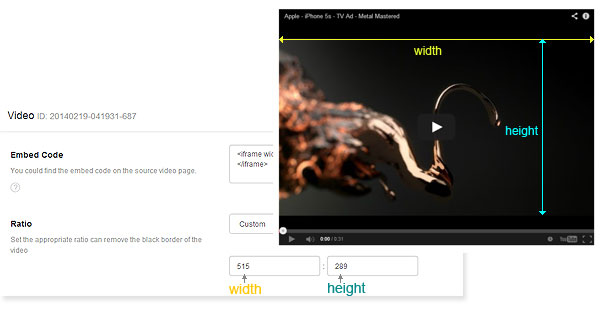 Apple - iPhone 5s - TV Ad - Metal Mastered
width
height
0:00 / 0:31
YouTube
Video ID: 20140219-041931-687
Embed Code
You could find the embed code on the source video page.
?
<iframe wid
</iframe>
Ratio
Set the appropriate ratio can remove the black border of the
video
Custom
515 : 289
width height